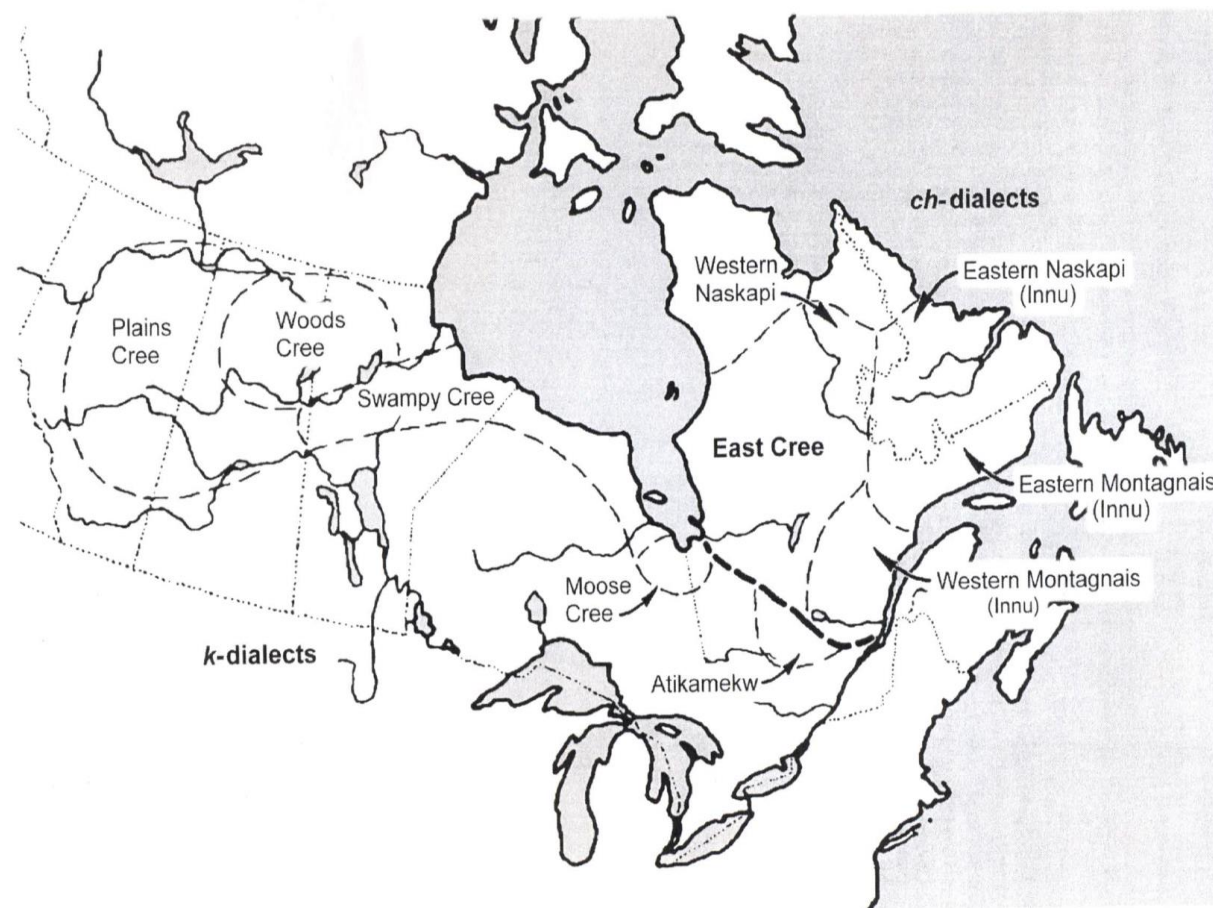 ch-dialects
Western
Naskapi
Eastern Naskapi
(Innu)
Plains
Cree
Woods
Cree
Swampy Cree
East Cree
Eastern Montagnais
(Innu)
Moose
Cree
Western Montagnais
(Innu)
k-dialects
Atikamekw